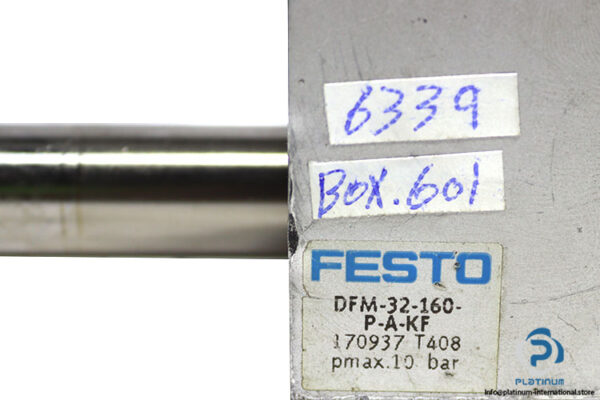 6339
BOX.601
FESTO
DFM-32-160-
P-A-KF
170937 T408
pmax.10 bar
PLATINUM
info@platinum-international.store